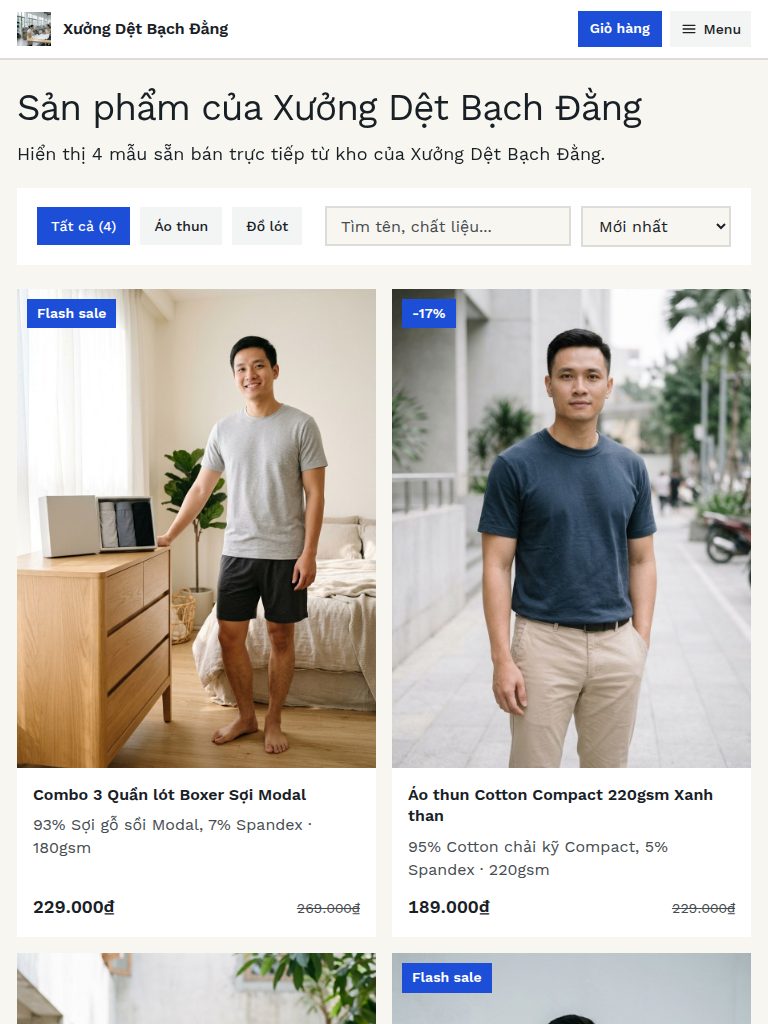 Xưởng Dệt Bạch Đằng
Giỏ hàng
Menu
Sản phẩm của Xưởng Dệt Bạch Đằng
Hiển thị 4 mẫu sẵn bán trực tiếp từ kho của Xưởng Dệt Bạch Đằng.
Tất cả (4)
Áo thun
Đồ lót
Tìm tên, chất liệu...
Mới nhất
Flash sale
-17%
Combo 3 Quần lót Boxer Sợi Modal
93% Sợi gỗ sồi Modal, 7% Spandex ·
180gsm
229.000₫
269.000₫
Áo thun Cotton Compact 220gsm Xanh
than
95% Cotton chải kỹ Compact, 5%
Spandex · 220gsm
189.000₫
229.000₫
Flash sale